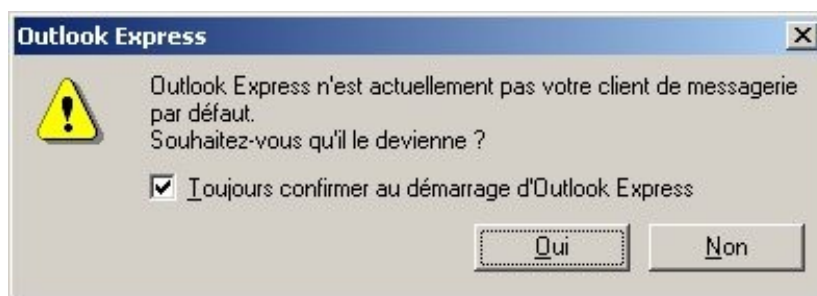 Outlook Express
Outlook Express n'est actuellement pas votre client de messagerie
par défaut.
Souhaitez-vous qu'il le devienne ?
Toujours confirmer au démarrage d'Outlook Express
Oui
Non